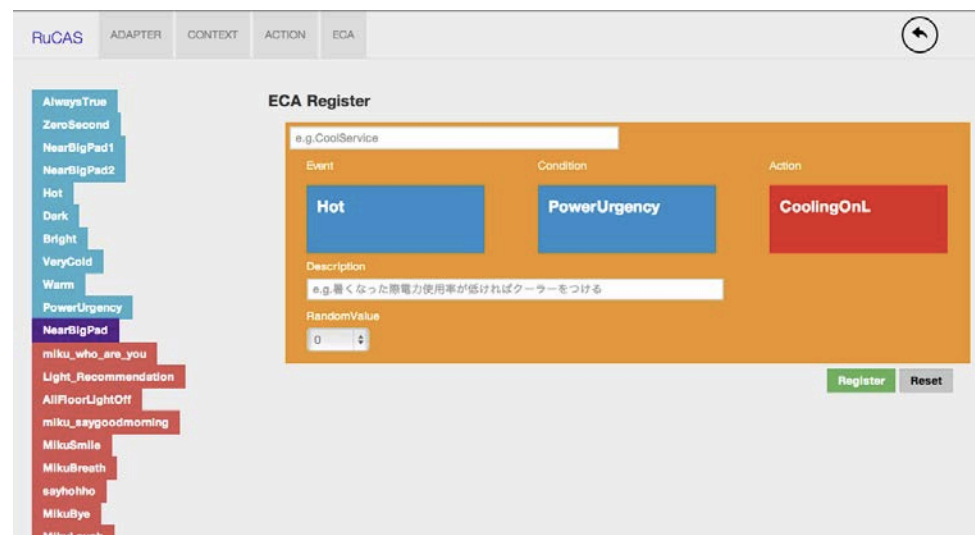 RuCAS ADAPTER CONTEXT ACTION ECA
AlwaysTrue
ZeroSecond
NearBigPad1
NearBigPad2
Hot
Dark
Bright
VeryCold
Warm
PowerUrgency
NearBigPad
miku_who_are_you
Light_Recommendation
AllFloorLightOff
miku_saygoodmorning
MikuSmile
MikuBreath
sayhohho
MikuBye
ECA Register
e.g.CoolService
Event Condition Action
Hot PowerUrgency CoolingOnL
Description
e.g.暑くなった際電力使用率が低ければクーラーをつける
RandomValue
0
Register Reset